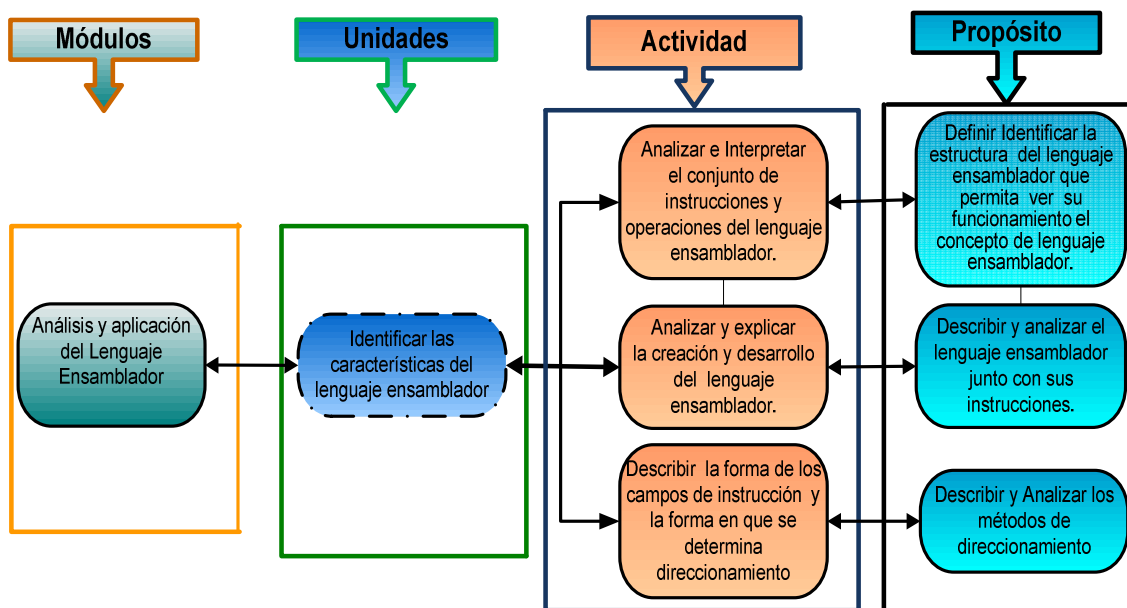 Módulos
Unidades
Actividad
Propósito
Análisis y aplicación
del Lenguaje
Ensamblador
Identificar las
características del
lenguaje ensamblador
Analizar e Interpretar
el conjunto de
instrucciones y
operaciones del lenguaje
ensamblador.
Analizar y explicar
la creación y desarrollo
del lenguaje
ensamblador.
Describir la forma de los
campos de instrucción y
la forma en que se
determina
direccionamiento
Definir Identificar la
estructura del lenguaje
ensamblador que
permita ver su
funcionamiento el
concepto de lenguaje
ensamblador.
Describir y analizar el
lenguaje ensamblador
junto con sus
instrucciones.
Describir y Analizar los
métodos de
direccionamiento